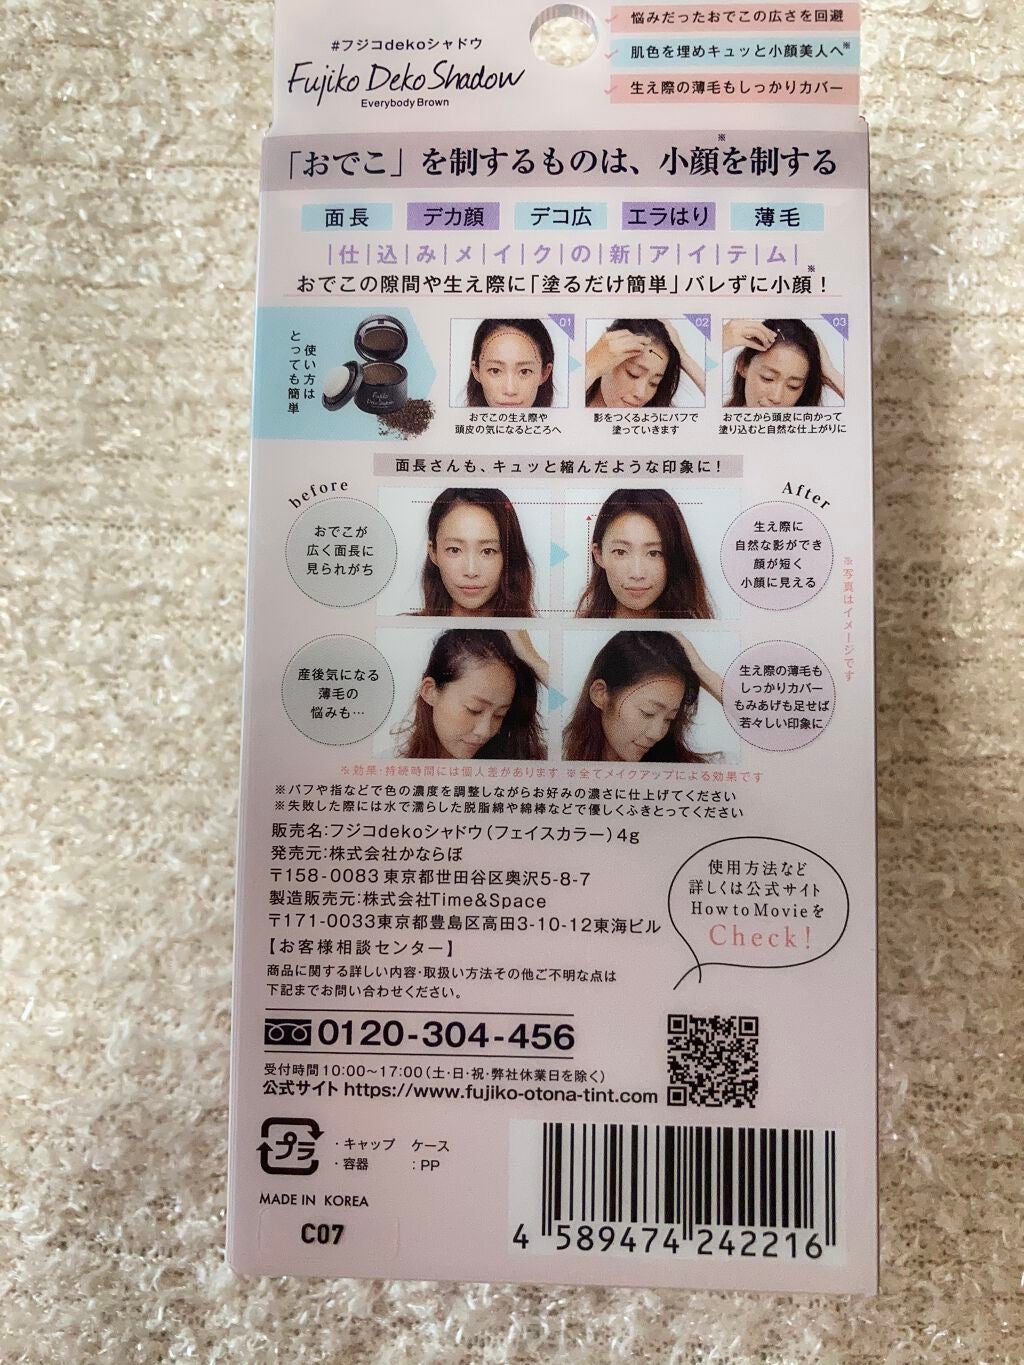 #フジコdekoシャドウ
Fujiko Deko Shadow
Everybody Brown
悩みだったおでこの広さを回避
肌色を埋めキュッと小顔美人へ※
生え際の薄毛もしっかりカバー
「おでこ」を制するものは、小顔※を制する
面長 デカ顔 デコ広 エラはり 薄毛
|仕|込|み|メ|イ|ク|の|新|ア|イ|テ|ム|
おでこの隙間や生え際に「塗るだけ簡単」バレずに小顔※!
使い方は
とっても簡単
Fujiko
Deko Shadow
01
おでこの生え際や
頭皮の気になるところへ
02
影をつくるようにパフで
塗っていきます
03
おでこから頭皮に向かって
塗り込むと自然な仕上がりに
面長さんも、キュッと縮んだような印象に!
before
おでこが
広く面長に
見られがち
After
生え際に
自然な影ができ
顔が短く
小顔に見える
※写真はイメージです
産後気になる
薄毛の
悩みも…
生え際の薄毛も
しっかりカバー
もみあげも足せば
若々しい印象に
※効果・持続時間には個人差があります ※全てメイクアップによる効果です
※パフや指などで色の濃度を調整しながらお好みの濃さに仕上げてください
※失敗した際には水で濡らした脱脂綿や綿棒などで優しくふきとってください
販売名:フジコdekoシャドウ(フェイスカラー)4g
発売元:株式会社かならぼ
〒158-0083 東京都世田谷区奥沢5-8-7
製造販売元:株式会社Time&Space
〒171-0033東京都豊島区高田3-10-12東海ビル
【お客様相談センター】
商品に関する詳しい内容・取扱い方法その他ご不明な点は
下記までお問い合わせください。
使用方法など
詳しくは公式サイト
How to Movieを
Check!
0120-304-456
受付時間10:00〜17:00(土・日・祝・弊社休業日を除く)
公式サイト https://www.fujiko-otona-tint.com
プラ
・キャップ ケース
・容器 :PP
MADE IN KOREA
C07
4 589474 242216